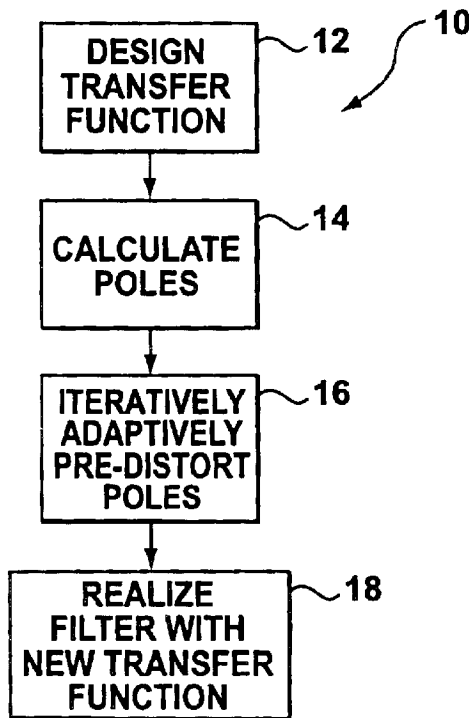 10
DESIGN
TRANSFER
FUNCTION
12
CALCULATE
POLES
14
ITERATIVELY
ADAPTIVELY
PRE-DISTORT
POLES
16
REALIZE
FILTER WITH
NEW TRANSFER
FUNCTION
18